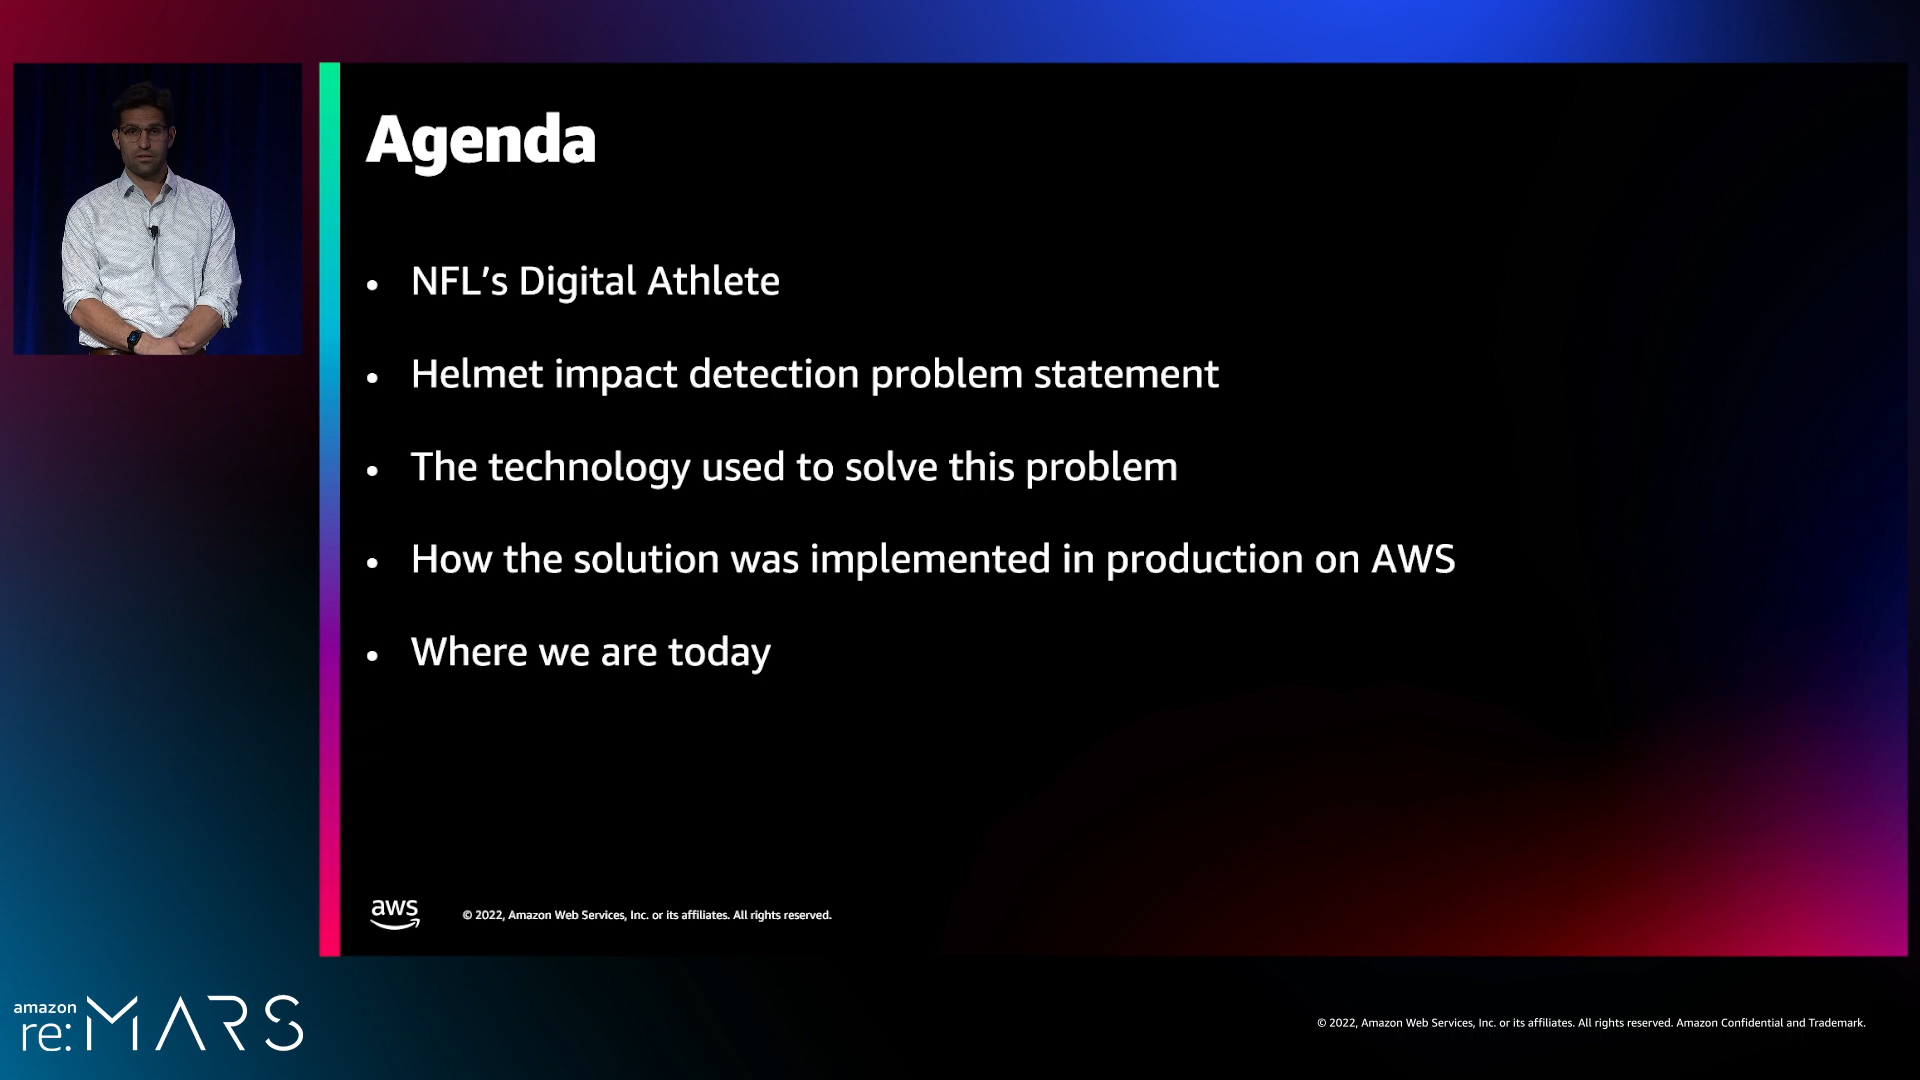 Agenda
• NFL’s Digital Athlete
• Helmet impact detection problem statement
• The technology used to solve this problem
• How the solution was implemented in production on AWS
• Where we are today
aws
© 2022, Amazon Web Services, Inc. or its affiliates. All rights reserved.
amazon
re:MARS
© 2022, Amazon Web Services, Inc. or its affiliates. All rights reserved. Amazon Confidential and Trademark.